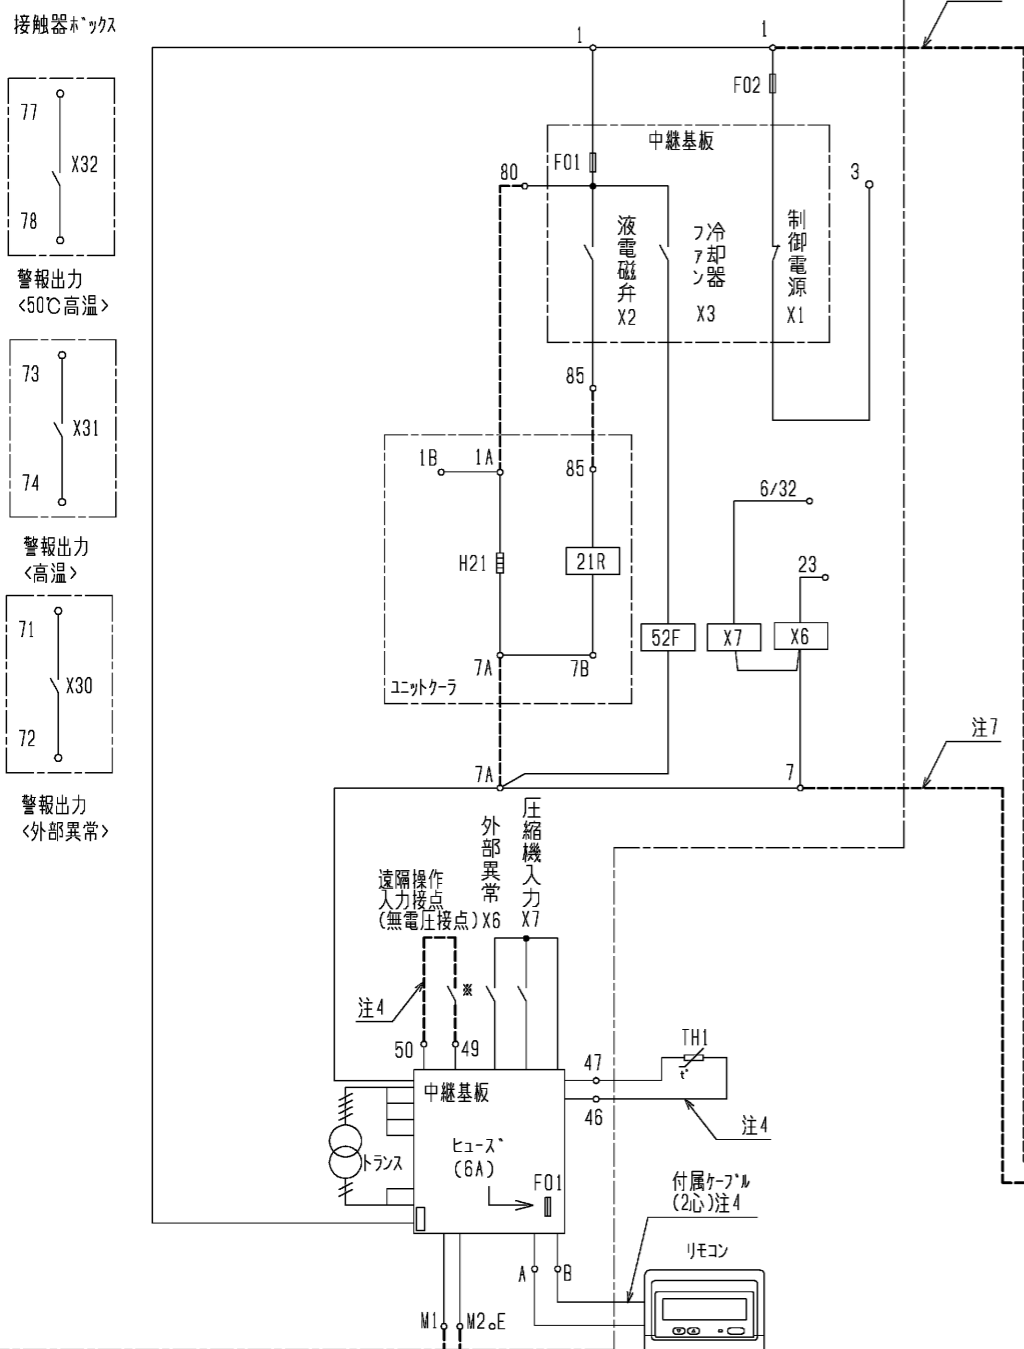 接触器ボックス
77
X32
78
警報出力
<50℃高温>
73
X31
74
警報出力
<高温>
71
X30
72
警報出力
<外部異常>
1
1
F02
中継基板
F01
80
3
液電磁弁
X2
冷却器
ファン
X3
制御電源
X1
85
1B
1A
85
H21
21R
7A
7B
ユニットクーラ
6/32
23
52F
X7
X6
注7
7A
7
外部異常
X6
圧縮機入力
X7
遠隔操作
入力接点
(無電圧接点)
※
注4
50
49
中継基板
ヒューズ
(6A)
F01
トランス
47
46
TH1
t°
注4
付属ケーブル
(2心)注4
リモコン
A
B
M1
M2
E